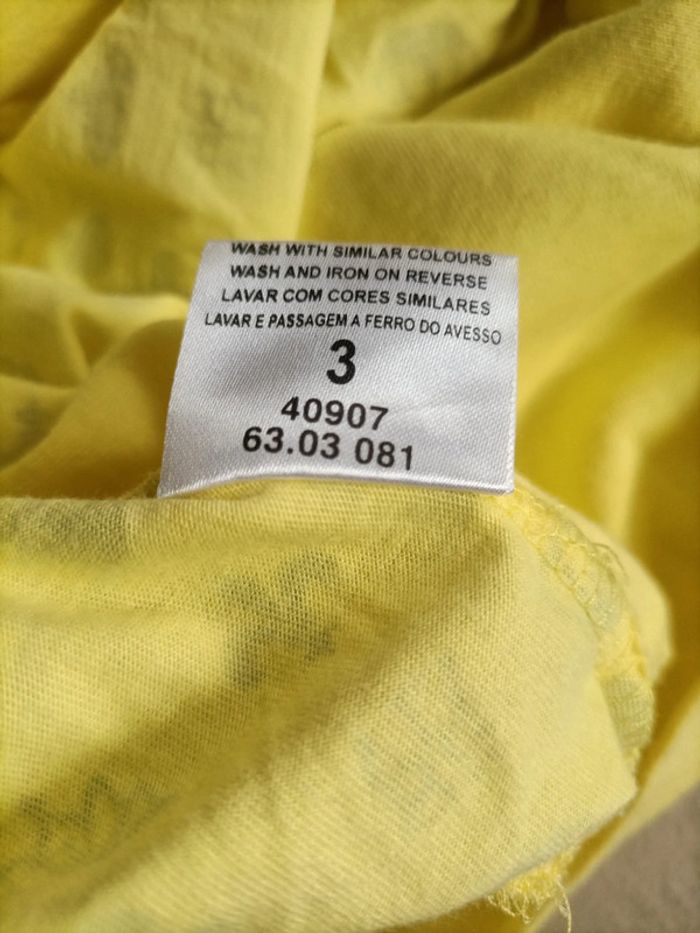 WASH WITH SIMILAR COLOURS
WASH AND IRON ON REVERSE
LAVAR COM CORES SIMILARES
LAVAR E PASSAGEM A FERRO DO AVESSO
3
40907
63.03 081